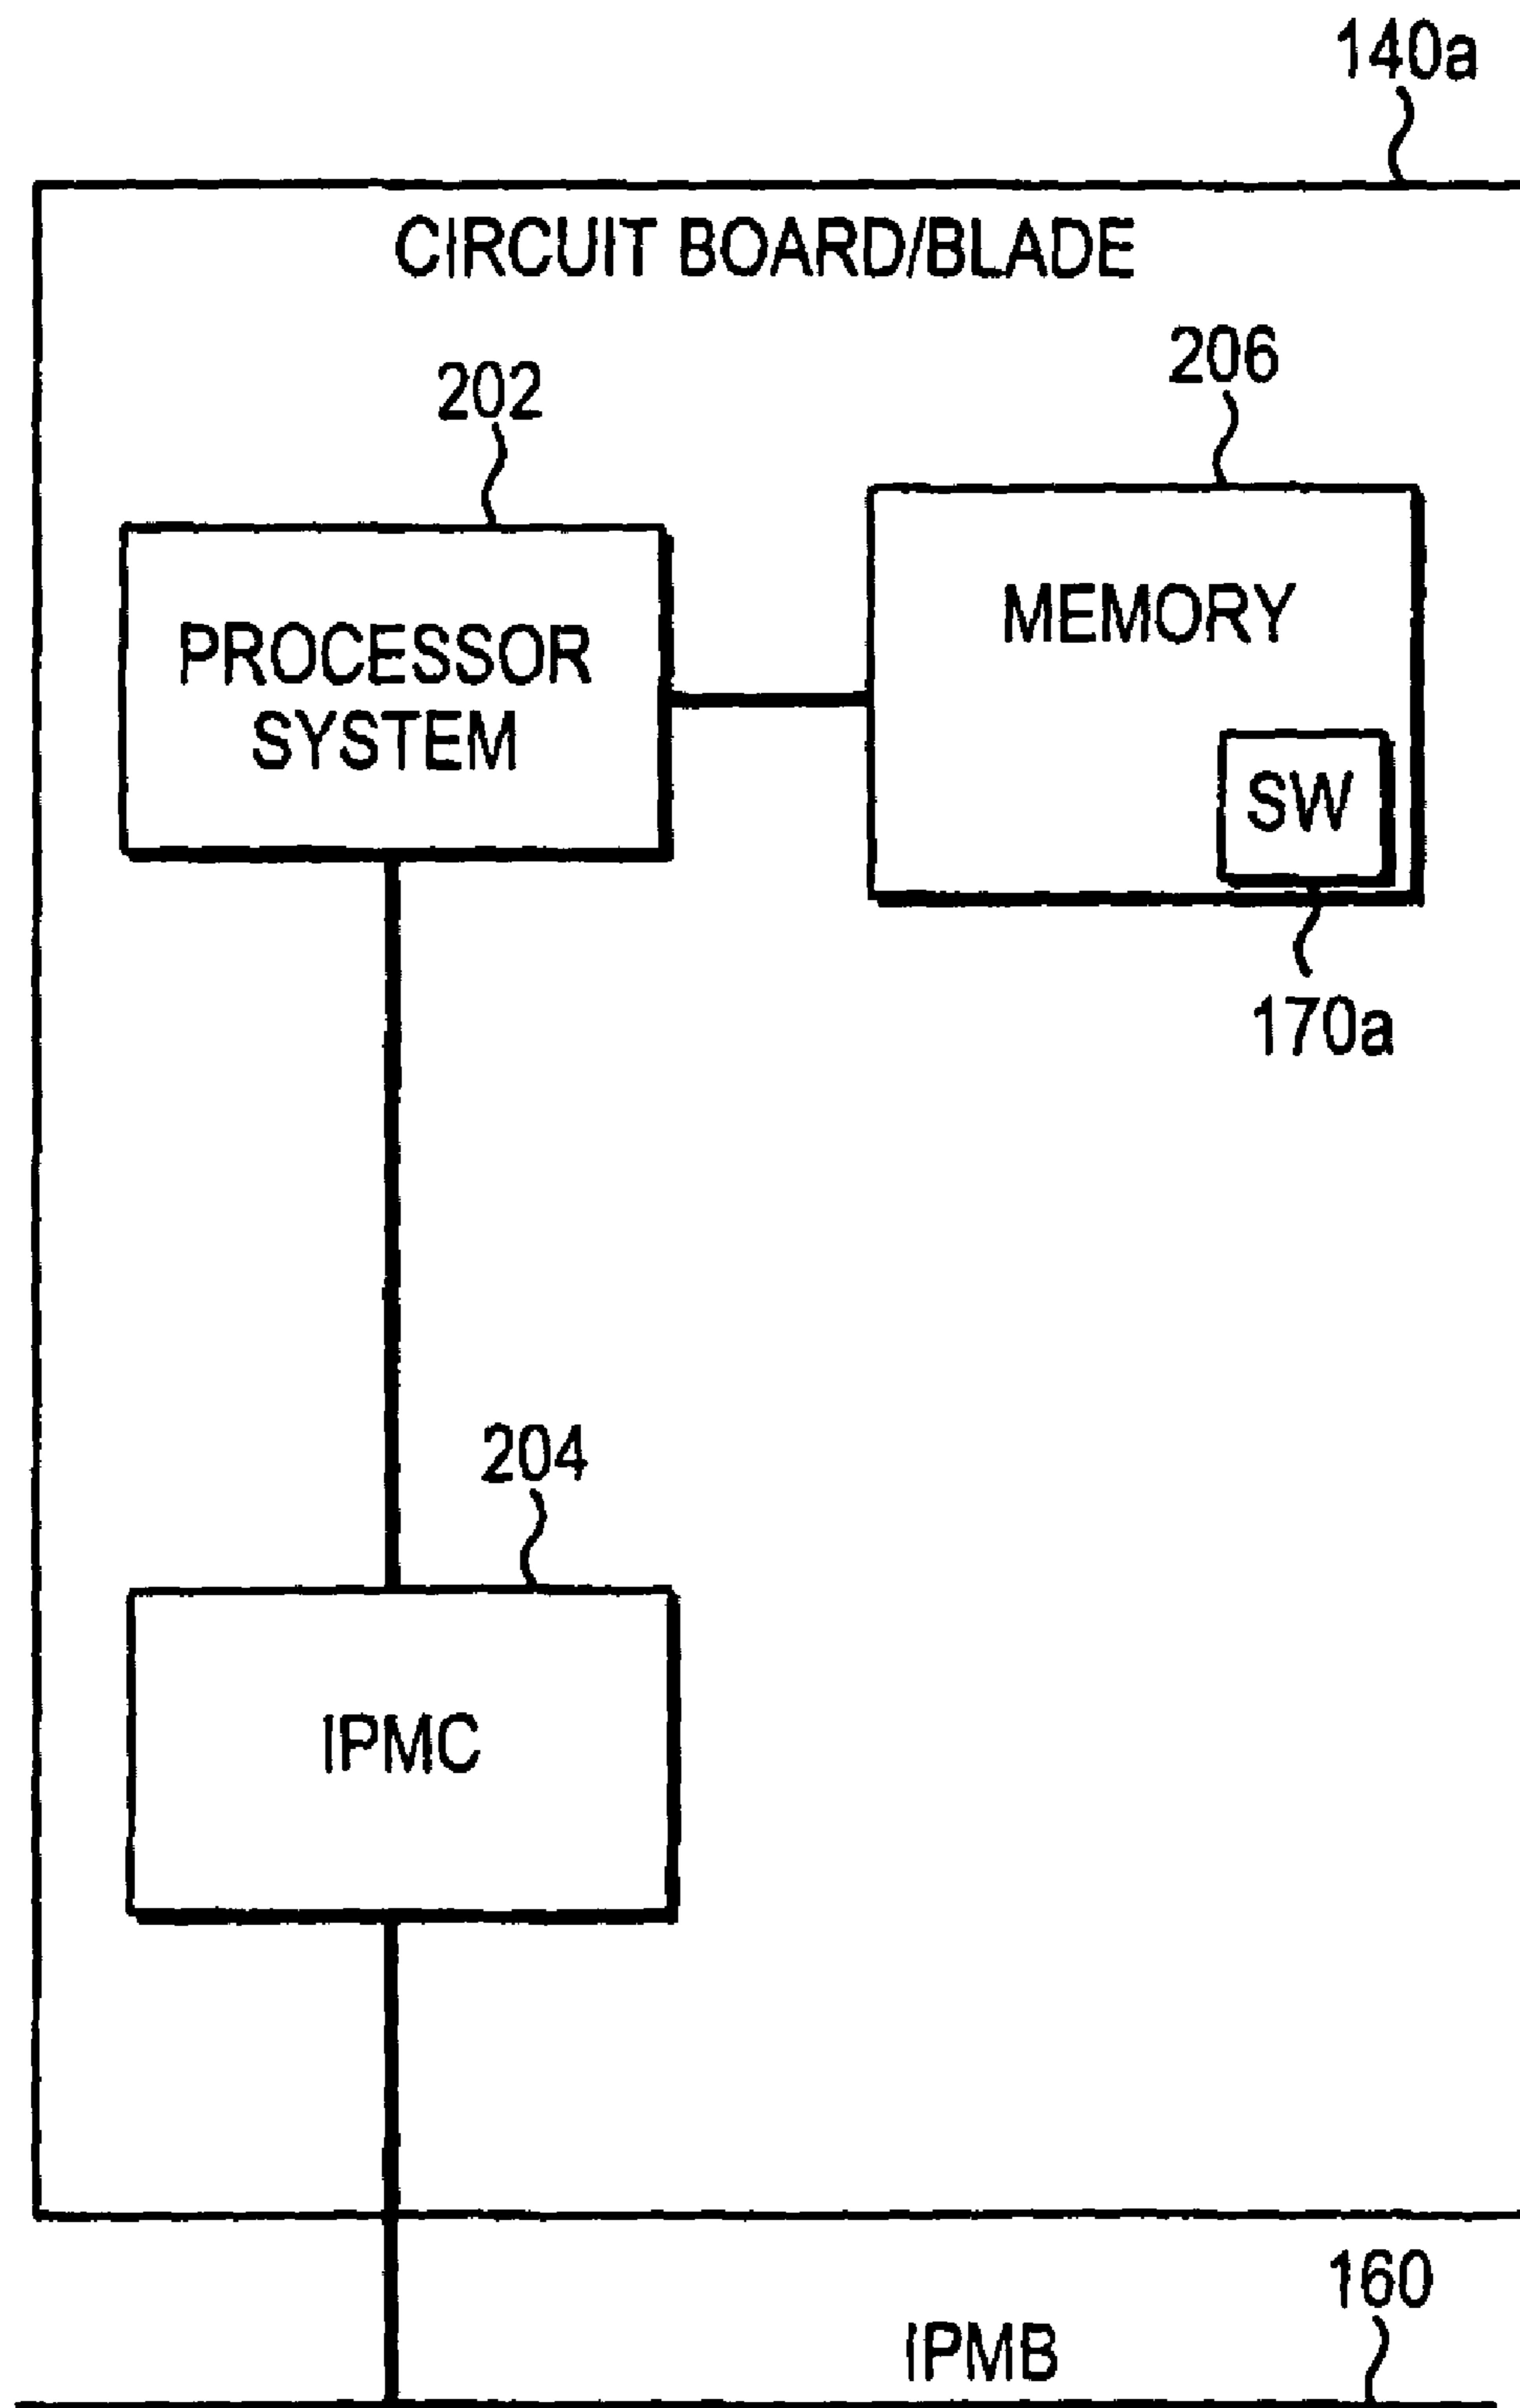 140a
CIRCUIT BOARD/BLADE
206
202
MEMORY
PROCESSOR
SYSTEM
SW
170a
204
IPMC
160
IPMB